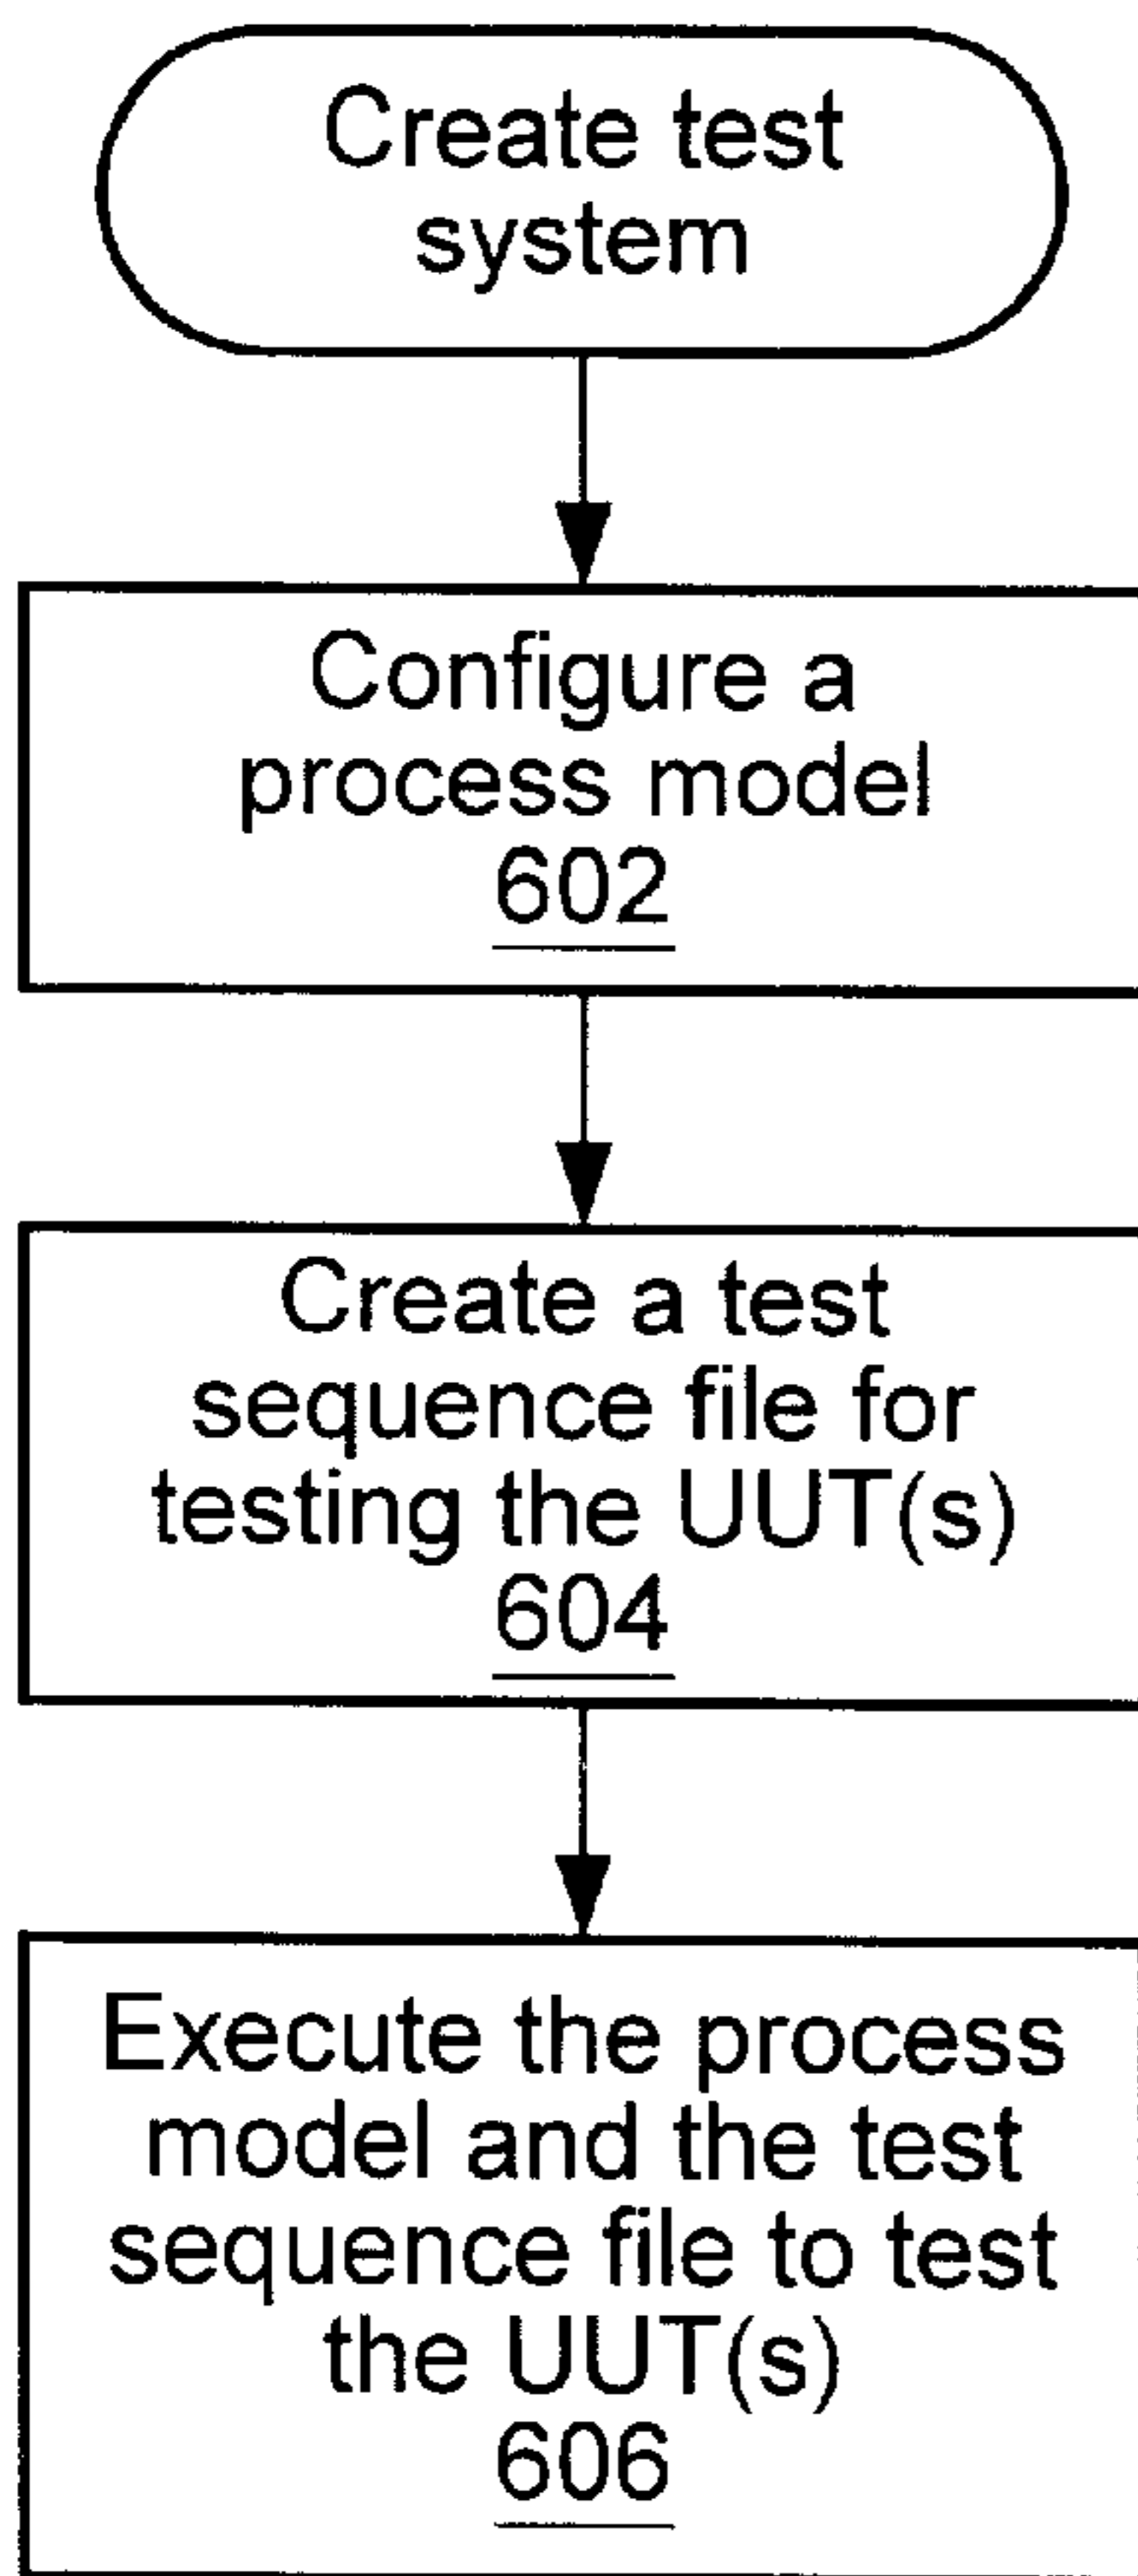 Create test
system
Configure a
process model
602
Create a test
sequence file for
testing the UUT(s)
604
Execute the process
model and the test
sequence file to test
the UUT(s)
606